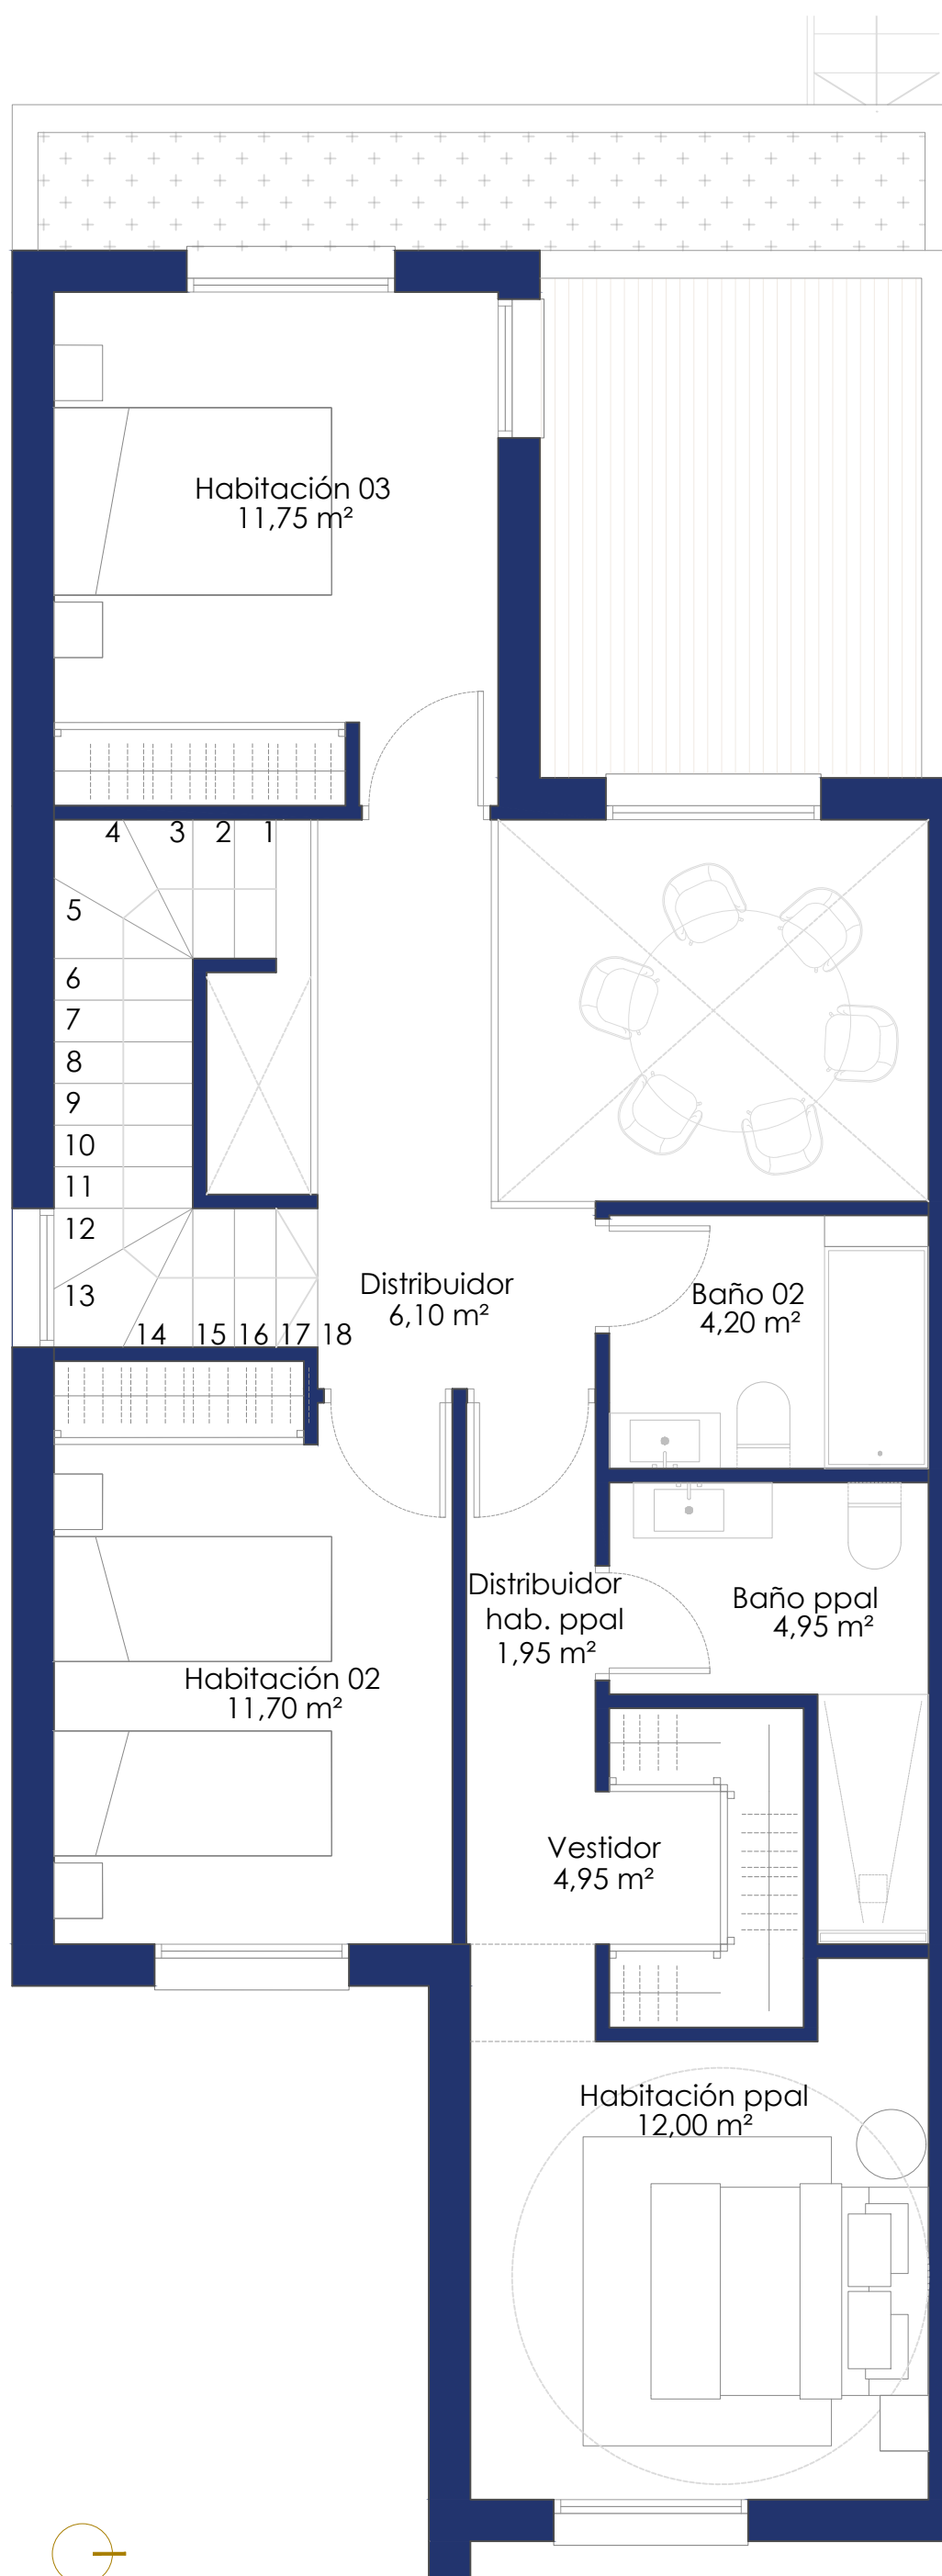 Habitación 03
11,75 m²
4 3 2 1
5
6
7
8
9
10
11
12
13
14 15 16 17 18
Distribuidor
6,10 m²
Baño 02
4,20 m²
Distribuidor
hab. ppal
1,95 m²
Baño ppal
4,95 m²
Habitación 02
11,70 m²
Vestidor
4,95 m²
Habitación ppal
12,00 m²